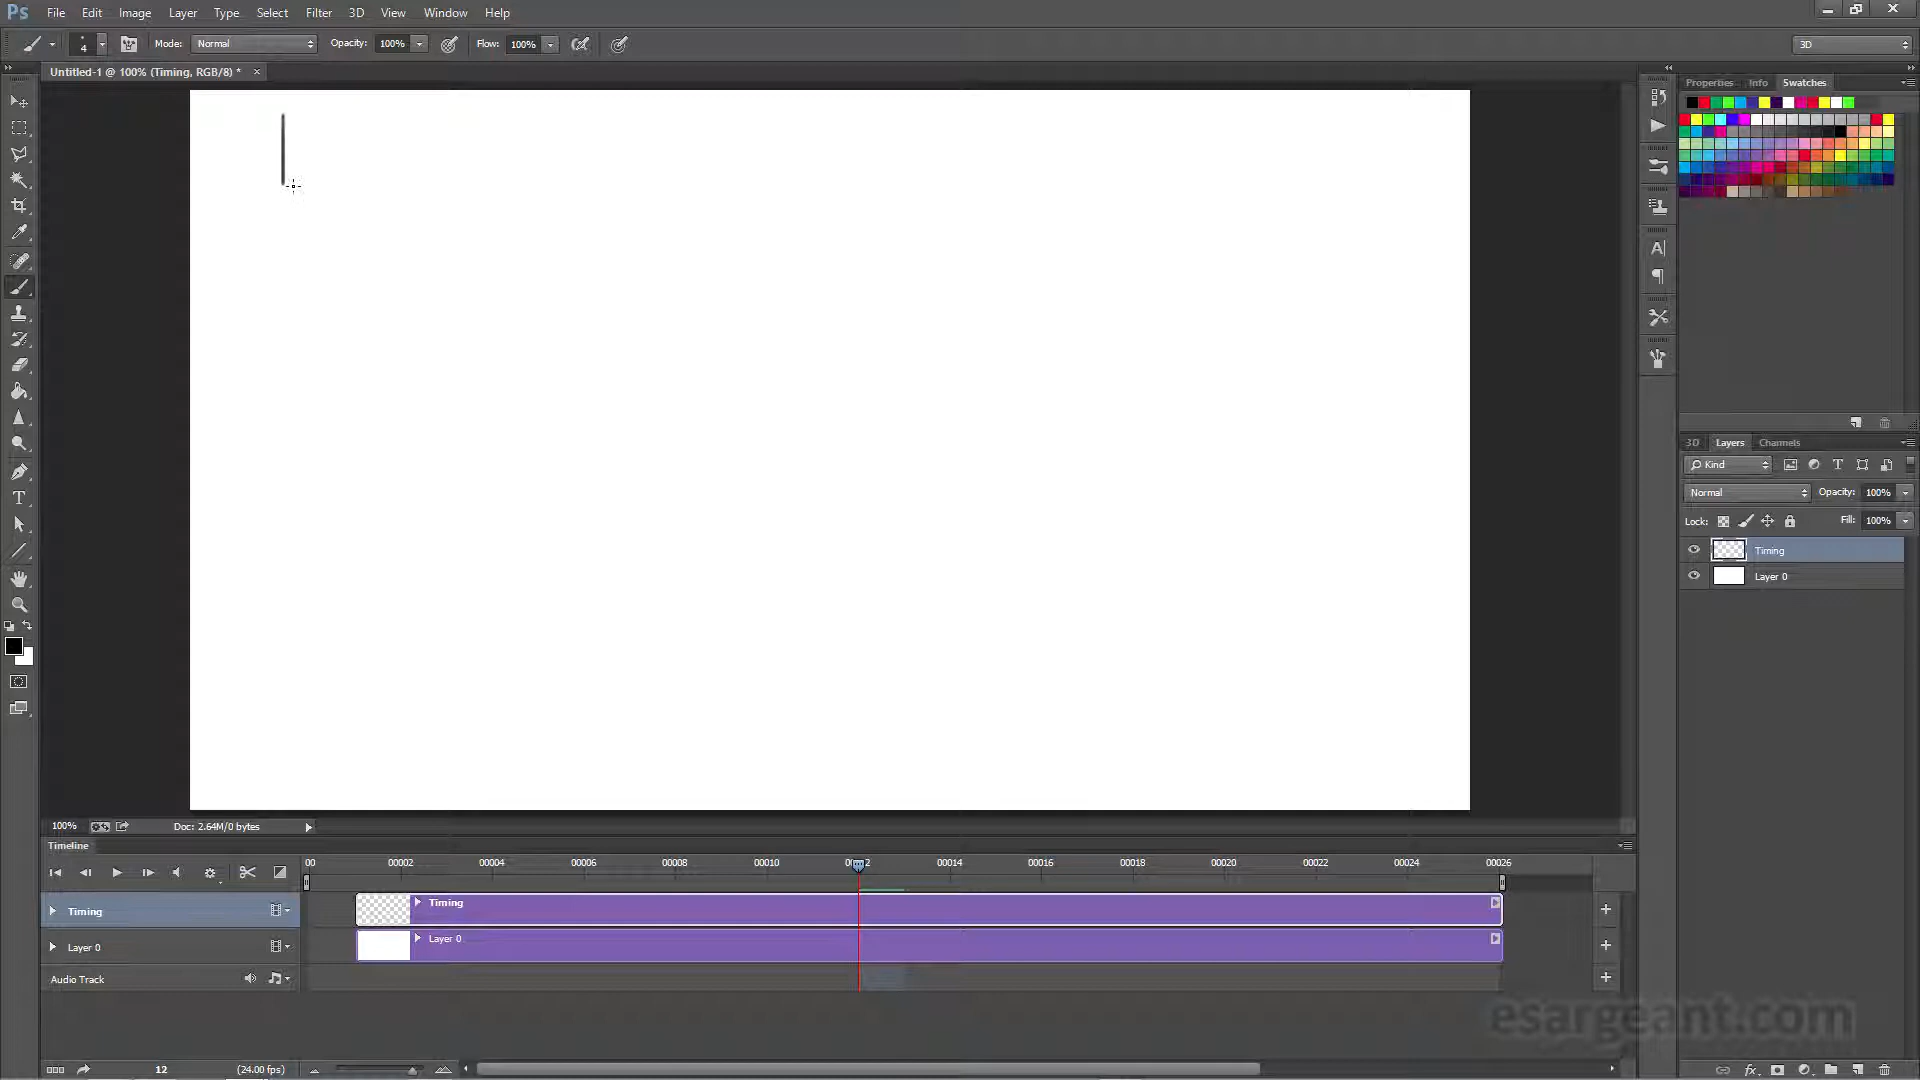 Ps File Edit Image Layer Type Select Filter 3D View Window Help
4 Mode: Normal Opacity: 100% Flow: 100% 3D
Untitled-1 @ 100% (Timing, RGB/8) * ×
Properties Info Swatches
3D Layers Channels
Kind
Normal Opacity: 100%
Lock: Fill: 100%
Timing
Layer 0
100% Doc: 2.64M/0 bytes
Timeline
00 00002 00004 00006 00008 00010 00014 00016 00018 00020 00022 00024 00026
Timing Timing
Layer 0 Layer 0
Audio Track
esargeant.com
12 (24.00 fps)